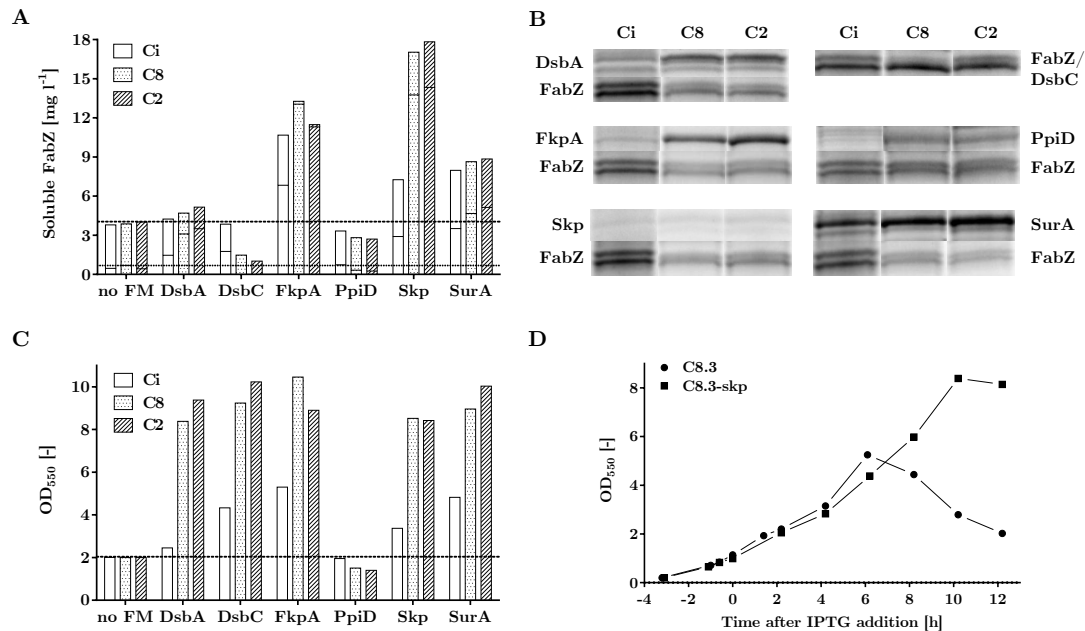 A
Soluble FabZ [mg l⁻¹]
18
15
12
9
6
3
0
Ci
C8
C2
no FM DsbA DsbC FkpA PpiD Skp SurA
B
Ci C8 C2 Ci C8 C2
DsbA
FabZ
FabZ/
DsbC
FkpA PpiD
FabZ FabZ
Skp SurA
FabZ FabZ
C
OD₅₅₀ [-]
10
8
6
4
2
0
Ci
C8
C2
no FM DsbA DsbC FkpA PpiD Skp SurA
D
OD₅₅₀ [-]
8
6
4
2
0
C8.3
C8.3-skp
-4 -2 0 2 4 6 8 10 12
Time after IPTG addition [h]